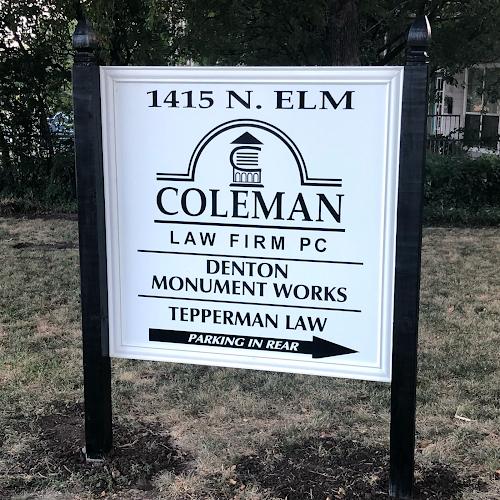 1415 N. ELM
COLEMAN
LAW FIRM PC
DENTON
MONUMENT WORKS
TEPPERMAN LAW
PARKING IN REAR